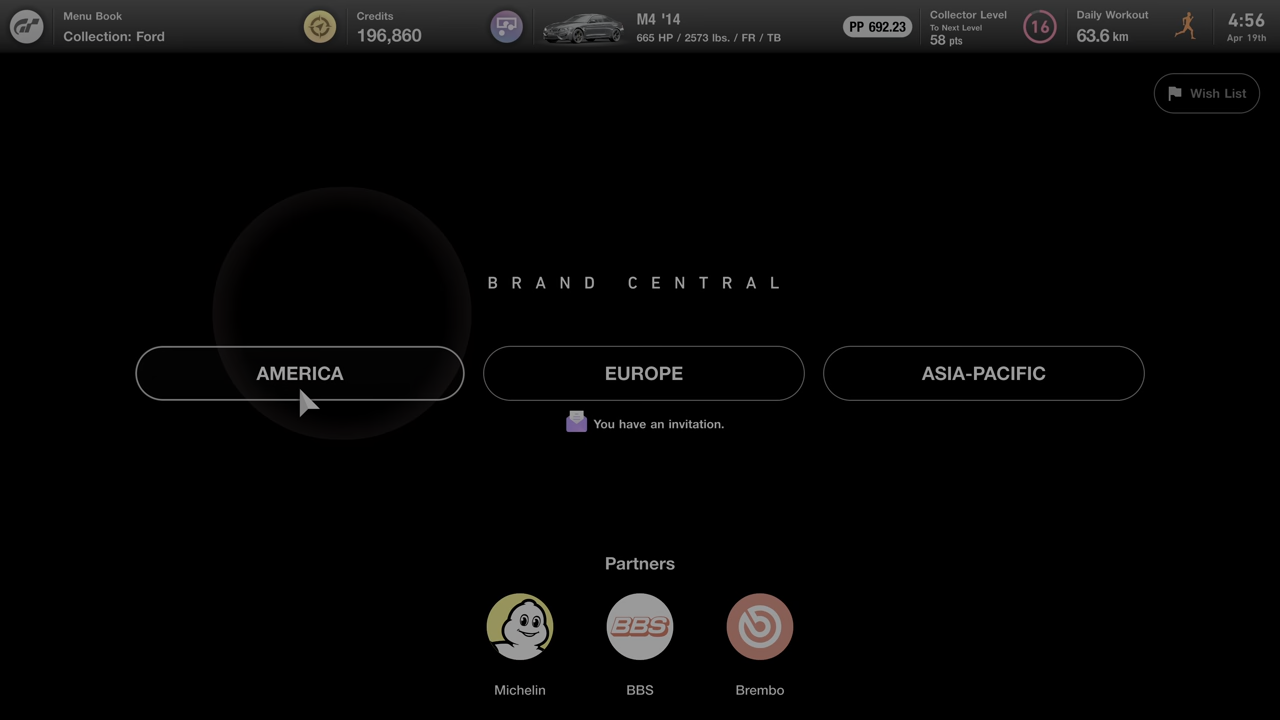 Menu Book
Collection: Ford
Credits
196,860
M4 '14
665 HP / 2573 lbs. / FR / TB
PP 692.23
Collector Level
To Next Level
58 pts
16
Daily Workout
63.6 km
4:56
Apr 19th
Wish List
BRAND CENTRAL
AMERICA
EUROPE
ASIA-PACIFIC
You have an invitation.
Partners
BBS
Michelin
BBS
Brembo